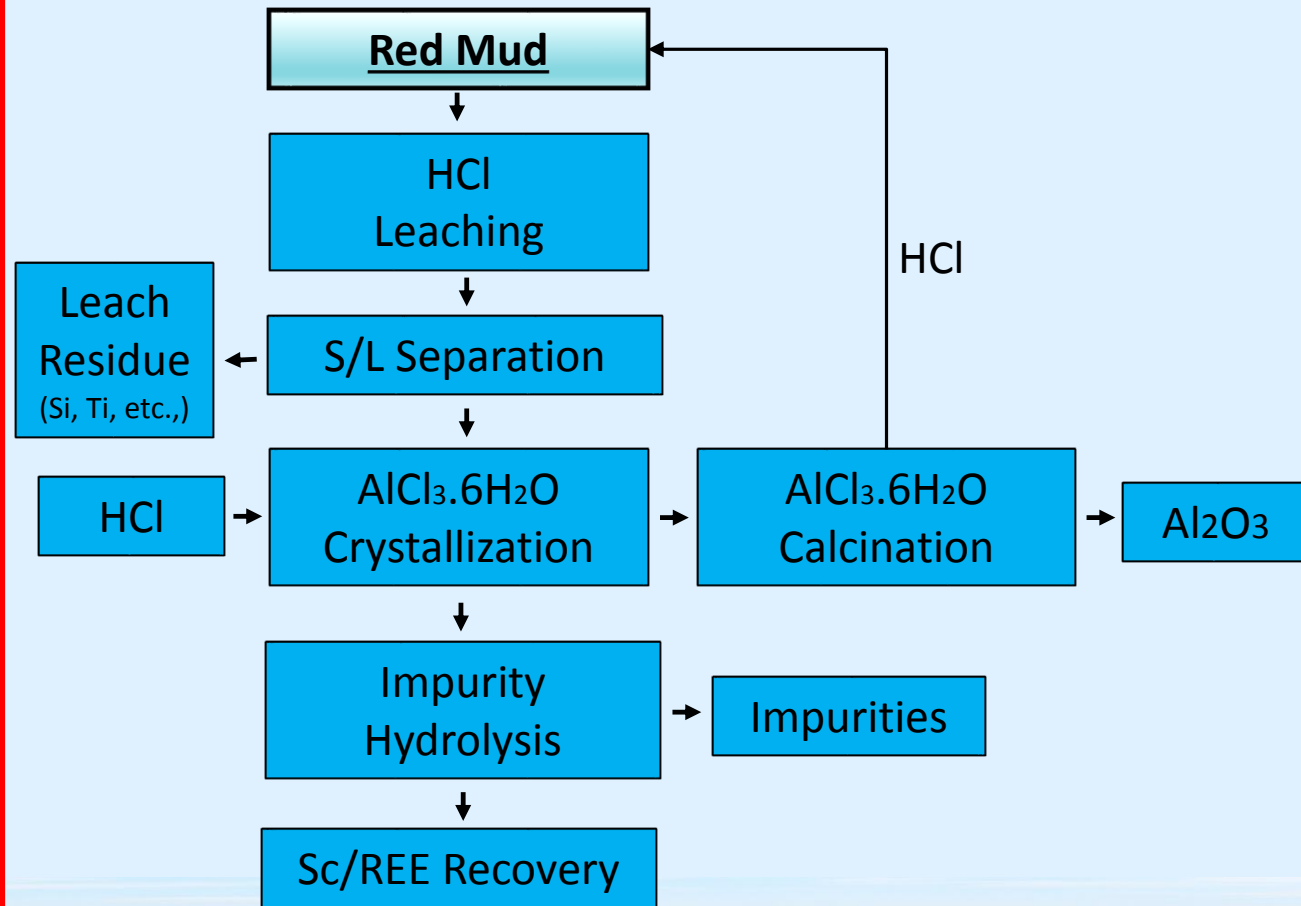 Red Mud
HCl
Leaching
HCl
Leach
Residue
(Si, Ti, etc.,)
S/L Separation
HCl
AlCl3.6H2O
Crystallization
AlCl3.6H2O
Calcination
Al2O3
Impurity
Hydrolysis
Impurities
Sc/REE Recovery